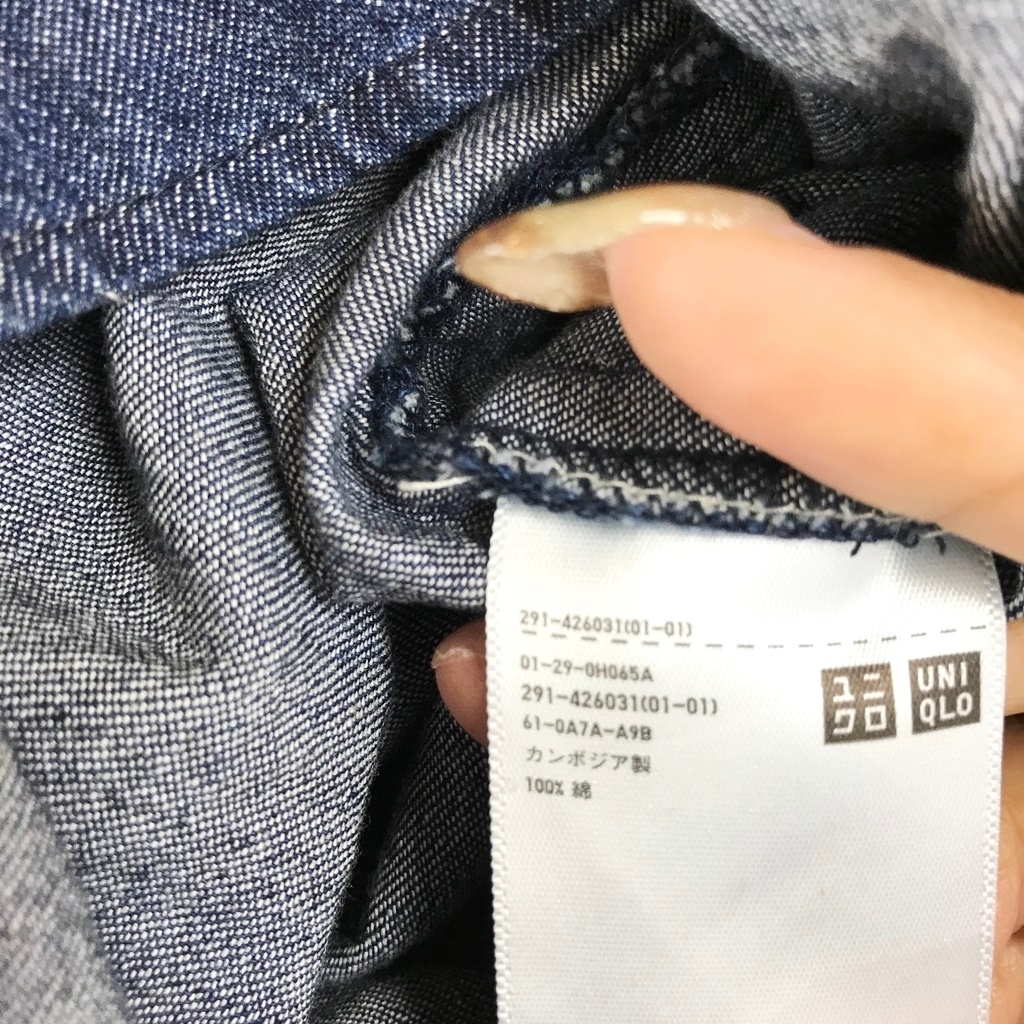 291-426031(01-01)
01-29-0H065A
291-426031(01-01)
61-0A7A-A9B
カンボジア製
100% 綿
ユニ
クロ
UNI
QLO